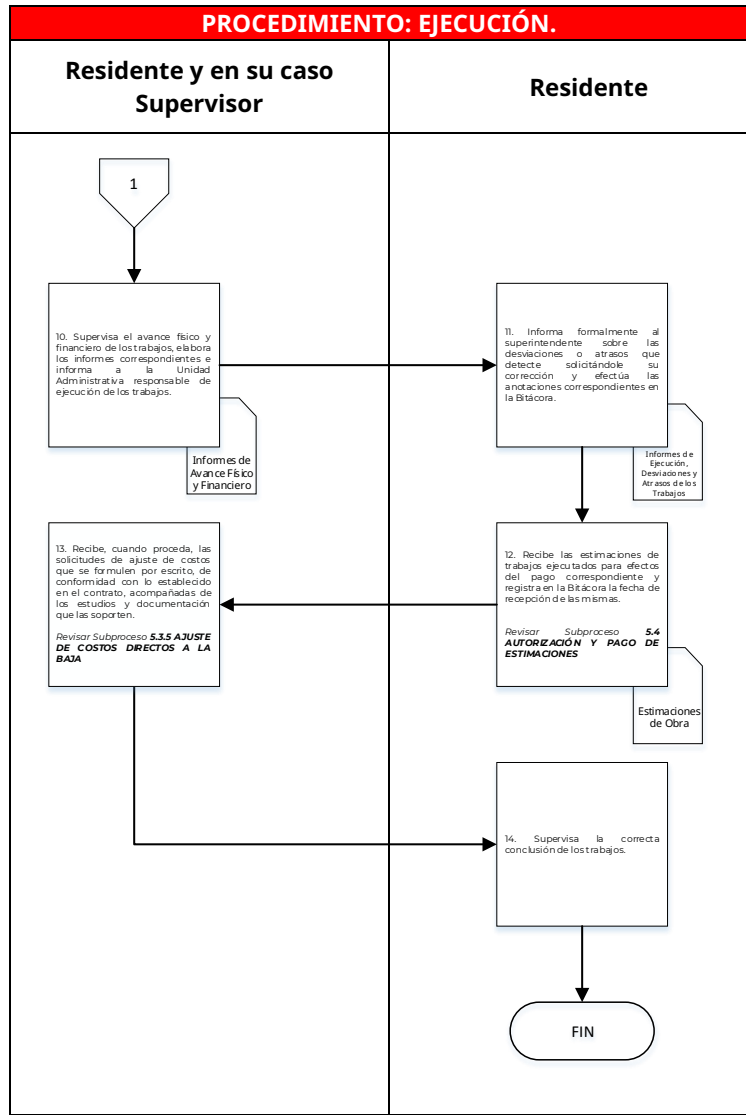 PROCEDIMIENTO: EJECUCIÓN.
Residente y en su caso
Supervisor
Residente
1
10. Supervisa el avance físico y
financiero de los trabajos, elabora
los informes correspondientes e
informa a la Unidad
Administrativa responsable de
ejecución de los trabajos.
Informes de
Avance Físico
y Financiero
11. Informa formalmente al
superintendente sobre las
desviaciones o atrasos que
detecte solicitándole su
corrección y efectúa las
anotaciones correspondientes en
la Bitácora.
Informes de
Ejecución,
Desviaciones y
Atrasos de los
Trabajos
13. Recibe, cuando proceda, las
solicitudes de ajuste de costos
que se formulen por escrito, de
conformidad con lo establecido
en el contrato, acompañadas de
los estudios y documentación
que las soporten.
Revisar Subproceso 5.3.5 AJUSTE
DE COSTOS DIRECTOS A LA
BAJA
12. Recibe las estimaciones de
trabajos ejecutados para efectos
del pago correspondiente y
registra en la Bitácora la fecha de
recepción de las mismas.
Revisar Subproceso 5.4
AUTORIZACIÓN Y PAGO DE
ESTIMACIONES
Estimaciones
de Obra
14. Supervisa la correcta
conclusión de los trabajos.
FIN